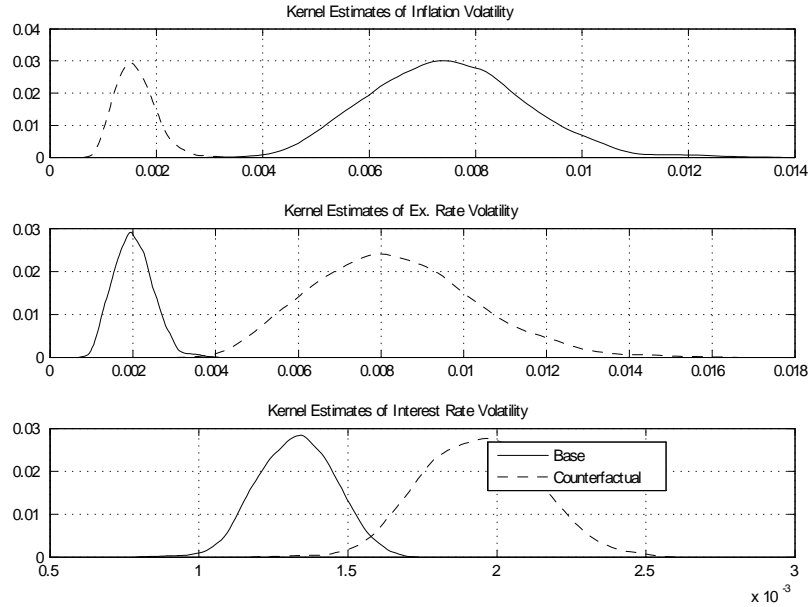 Kernel Estimates of Inflation Volatility
0.04
0.03
0.02
0.01
0
0 0.002 0.004 0.006 0.008 0.01 0.012 0.014
Kernel Estimates of Ex. Rate Volatility
0.03
0.02
0.01
0
0 0.002 0.004 0.006 0.008 0.01 0.012 0.014 0.016 0.018
Kernel Estimates of Interest Rate Volatility
0.03
Base
0.02
Counterfactual
0.01
0
0.5 1 1.5 2 2.5 3
x 10 -3